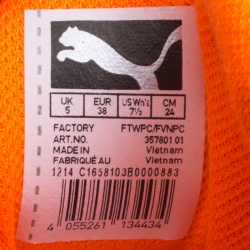 UK EUR US Wn's CM
5 38 7½ 24
FACTORY FTWPC/FVNPC
ART.NO. 357801 01
MADE IN Vietnam
FABRIQUÉ AU Vietnam
1214 C1658103B0000883
4 055261 134434